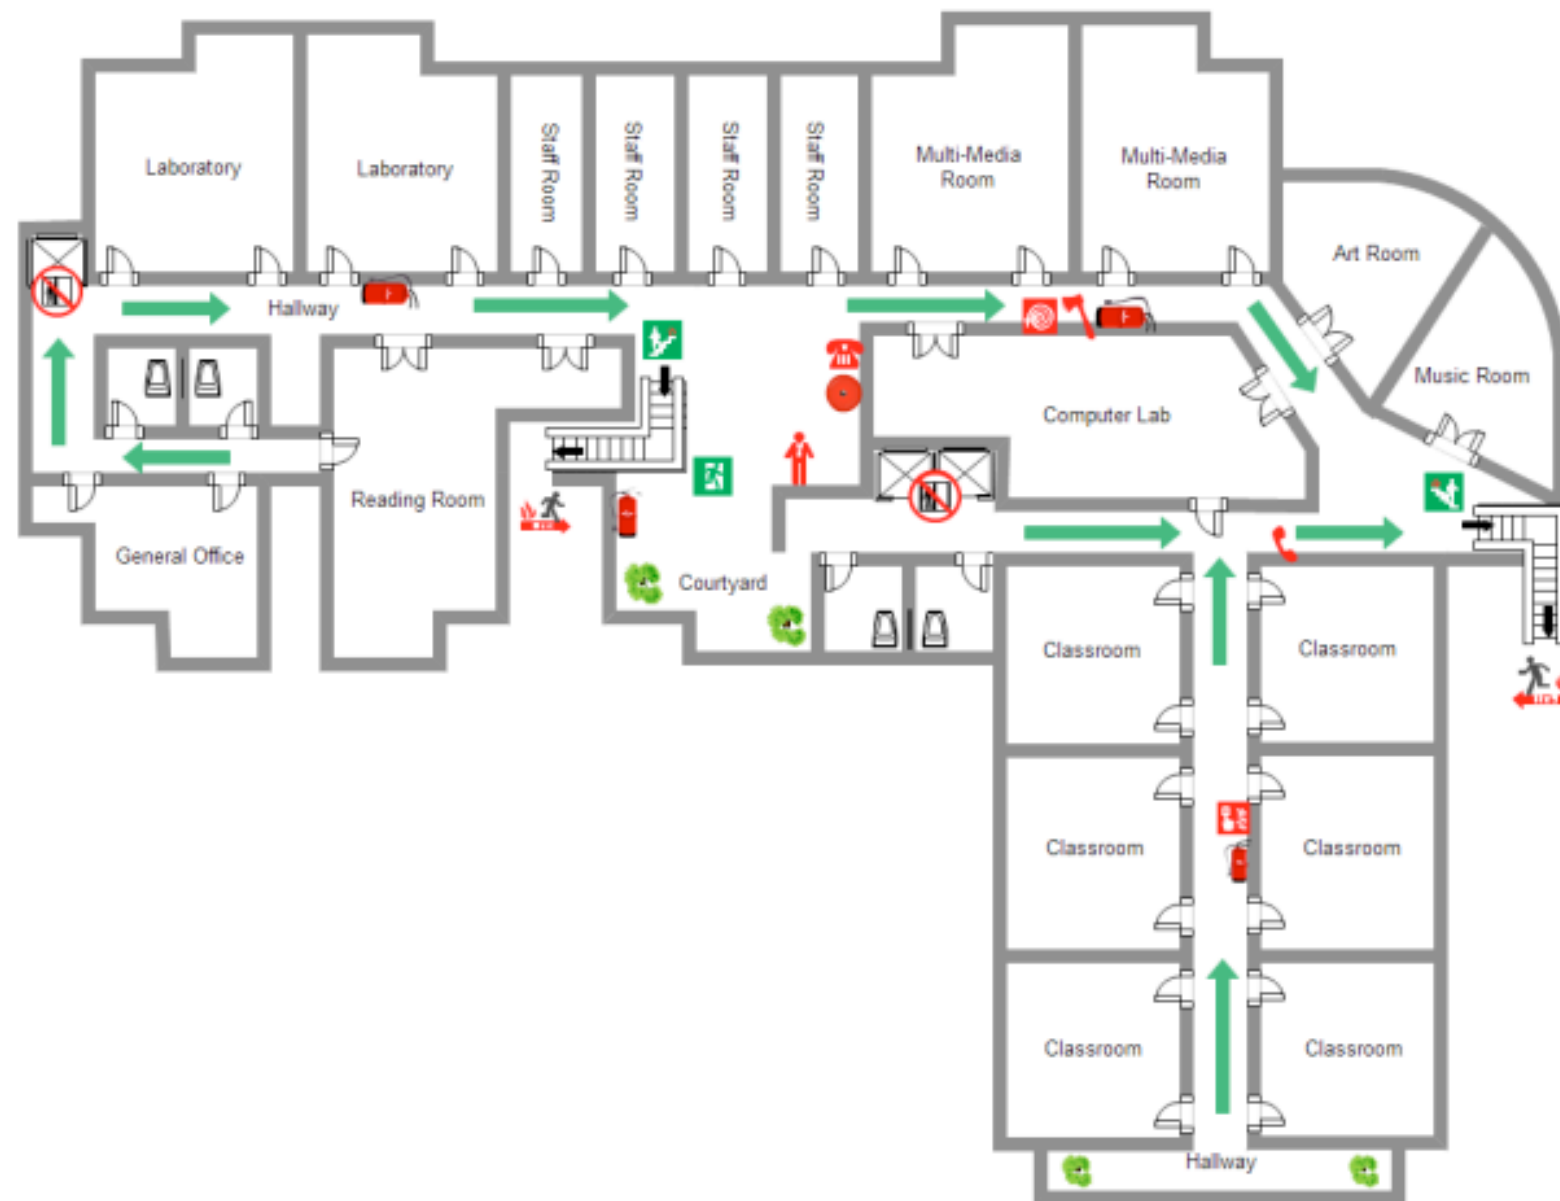 Laboratory
Laboratory
Staff Room
Staff Room
Staff Room
Staff Room
Multi-Media
Room
Multi-Media
Room
Art Room
Hallway
Music Room
Computer Lab
Reading Room
General Office
Courtyard
Classroom
Classroom
Classroom
Classroom
Classroom
Classroom
Hallway